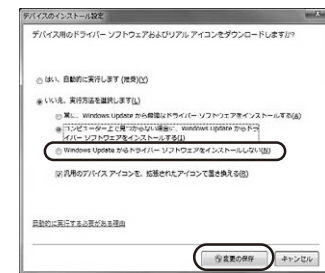 デバイスのインストール設定
デバイス用のドライバー ソフトウェアおよびリアル アイコンをダウンロードしますか?
はい、自動的に実行します (推奨)(Y)
いいえ、実行方法を選択します(L)
常に、Windows Update から最適なドライバー ソフトウェアをインストールする(A)
コンピューター上で見つからない場合に、Windows Update からドラ
イバー ソフトウェアをインストールする(I)
Windows Update からドライバー ソフトウェアをインストールしない(N)
汎用のデバイス アイコンを、拡張されたアイコンで置き換える(R)
自動的に実行する必要がある理由
変更の保存
キャンセル